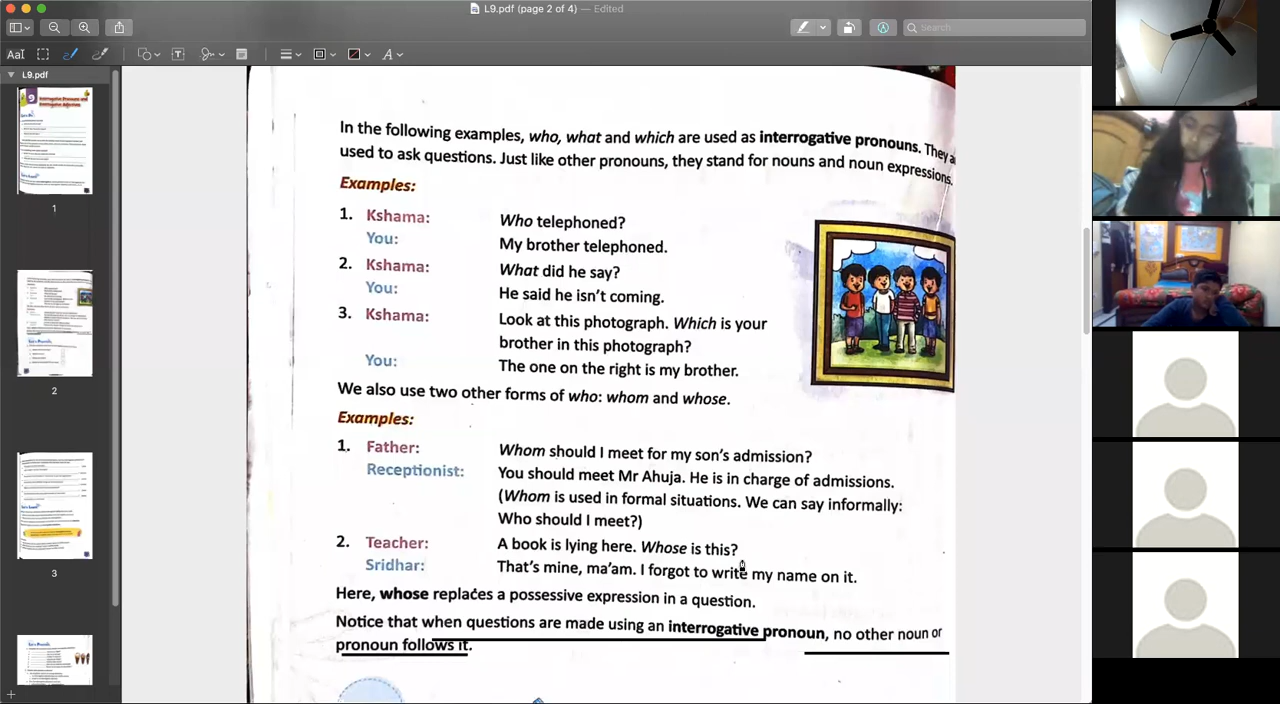 L9.pdf (page 2 of 4) — Edited
Search
L9.pdf
In the following examples, who, what and which are used as interrogative pronouns. They a
used to ask questions. Just like other pronouns, they stand for nouns and noun expressions.
Examples:
1. Kshama: Who telephoned?
You: My brother telephoned.
2. Kshama: What did he say?
You: He said he isn't coming.
3. Kshama: Look at this photograph. Which is your
brother in this photograph?
You: The one on the right is my brother.
We also use two other forms of who: whom and whose.
Examples:
1. Father: Whom should I meet for my son's admission?
Receptionist: You should meet Mr Ahuja. He is in charge of admissions.
(Whom is used in formal situations. We can say informally:
Who should I meet?)
2. Teacher: A book is lying here. Whose is this?
Sridhar: That's mine, ma'am. I forgot to write my name on it.
Here, whose replaces a possessive expression in a question.
Notice that when questions are made using an interrogative pronoun, no other noun or
pronoun follows it.
9 Interrogative Pronouns and
Interrogative Adjectives
1
2
3